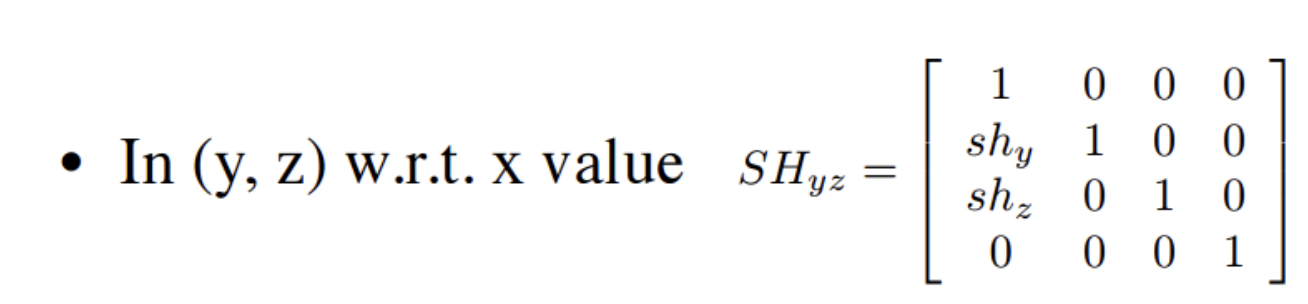 • In (y, z) w.r.t. x value SH_yz = [ 1 0 0 0
sh_y 1 0 0
sh_z 0 1 0
0 0 0 1 ]